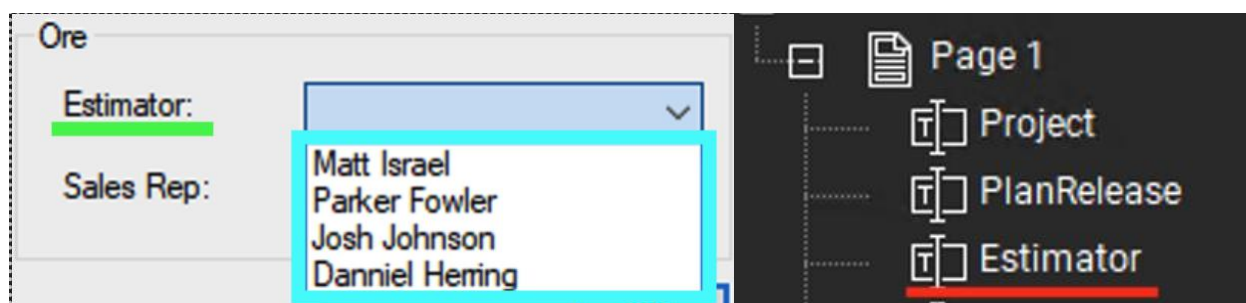 Ore
Estimator:
Matt Israel
Parker Fowler
Sales Rep:
Josh Johnson
Danniel Herring
Page 1
Project
PlanRelease
Estimator